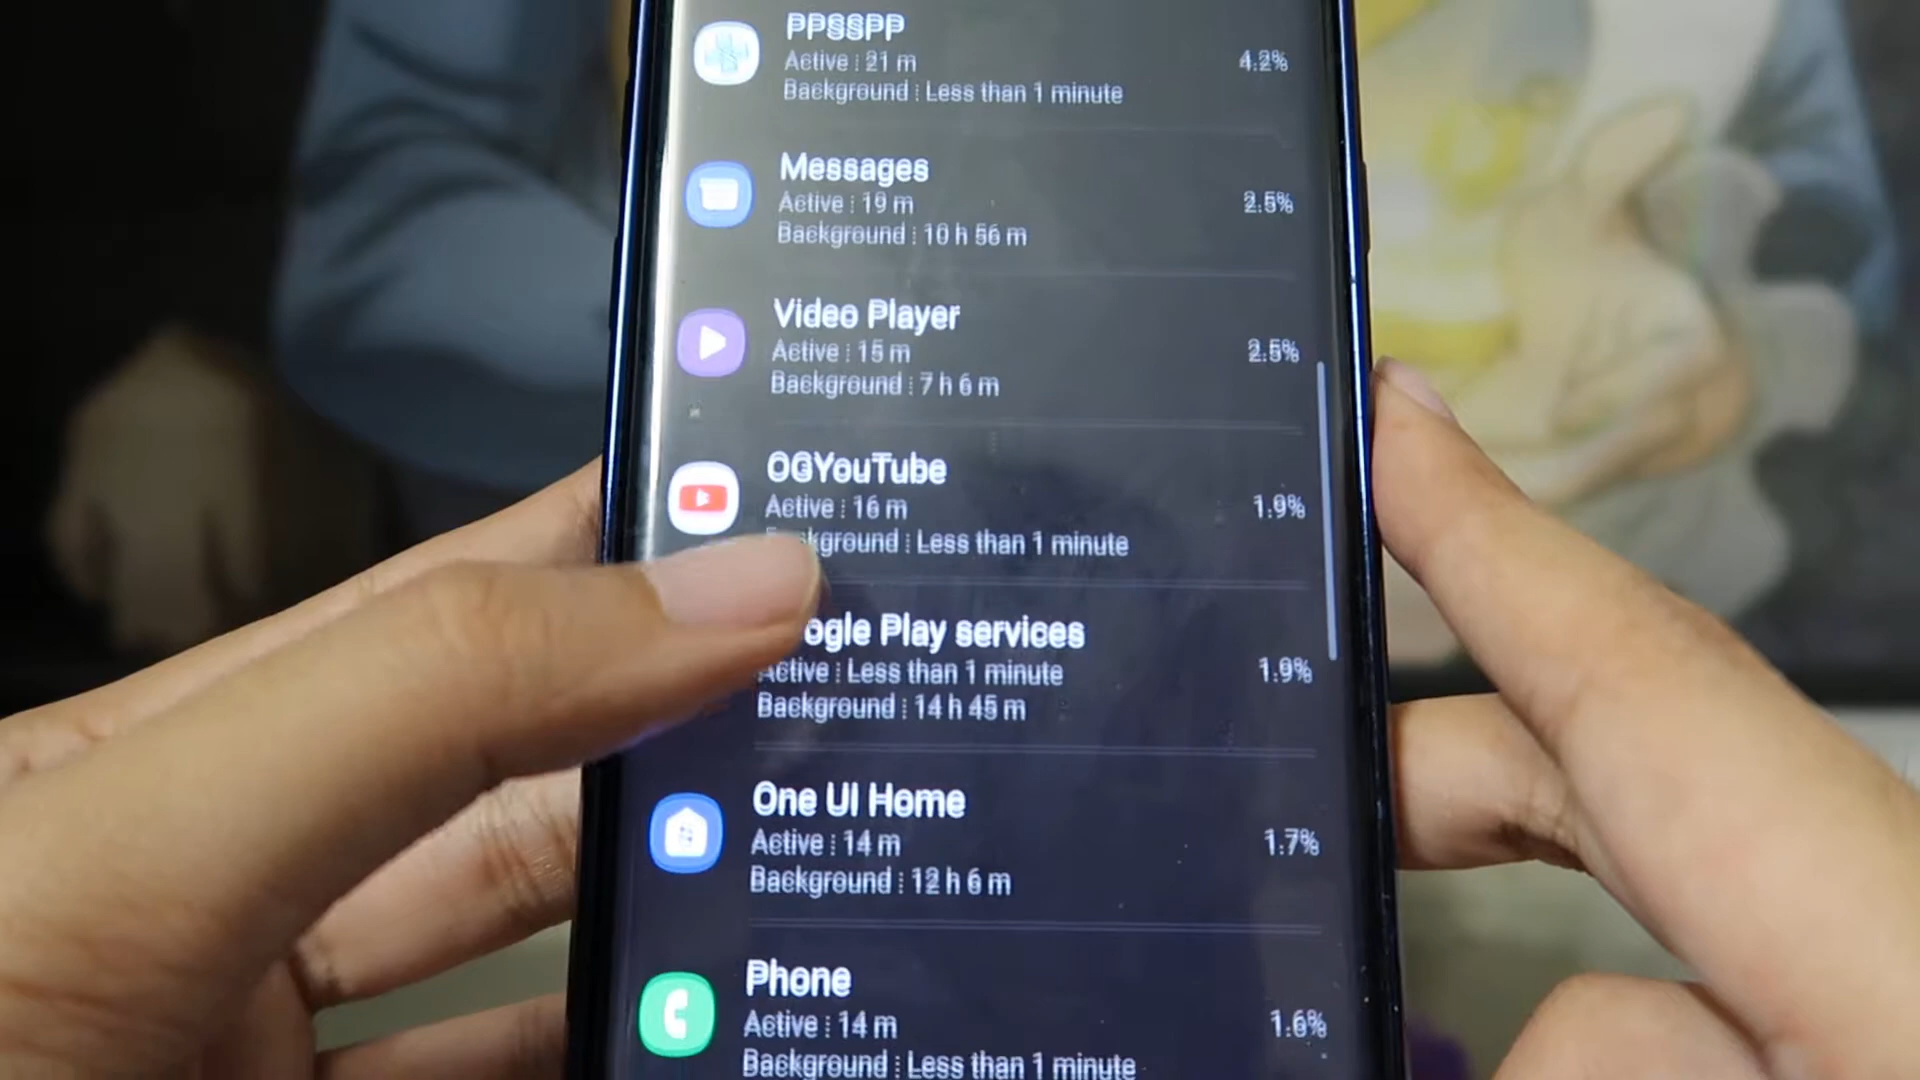 PPSSPP
Active : 21 m
4.2%
Background : Less than 1 minute
Messages
Active : 19 m
2.5%
Background : 10 h 56 m
Video Player
Active : 15 m
2.5%
Background : 7 h 6 m
OGYouTube
Active : 16 m
1.9%
kground : Less than 1 minute
ogle Play services
Active : Less than 1 minute
1.9%
Background : 14 h 45 m
One UI Home
Active : 14 m
1.7%
Background : 12 h 6 m
Phone
Active : 14 m
1.6%
Background : Less than 1 minute